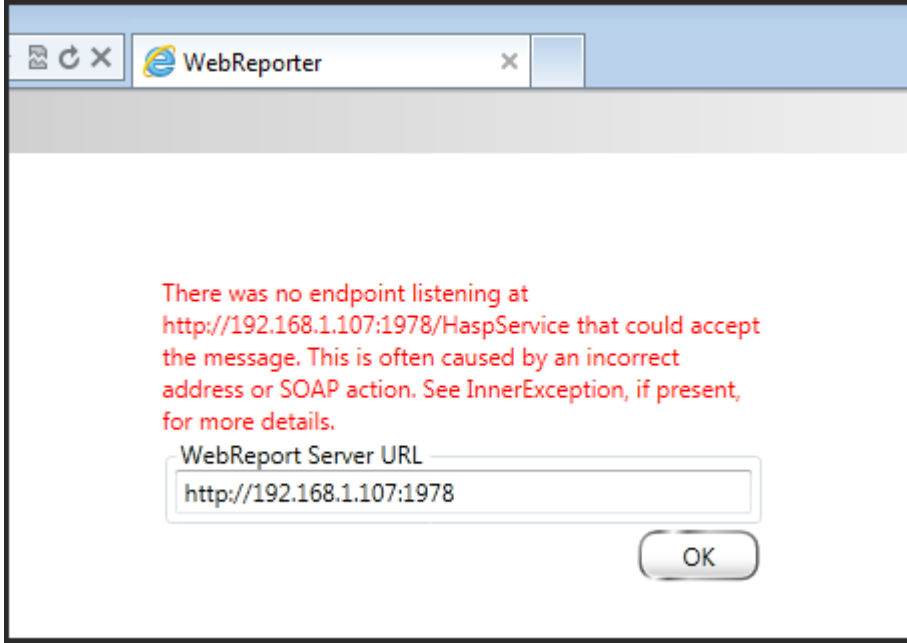 WebReporter
There was no endpoint listening at
http://192.168.1.107:1978/HaspService that could accept
the message. This is often caused by an incorrect
address or SOAP action. See InnerException, if present,
for more details.
WebReport Server URL
http://192.168.1.107:1978
OK